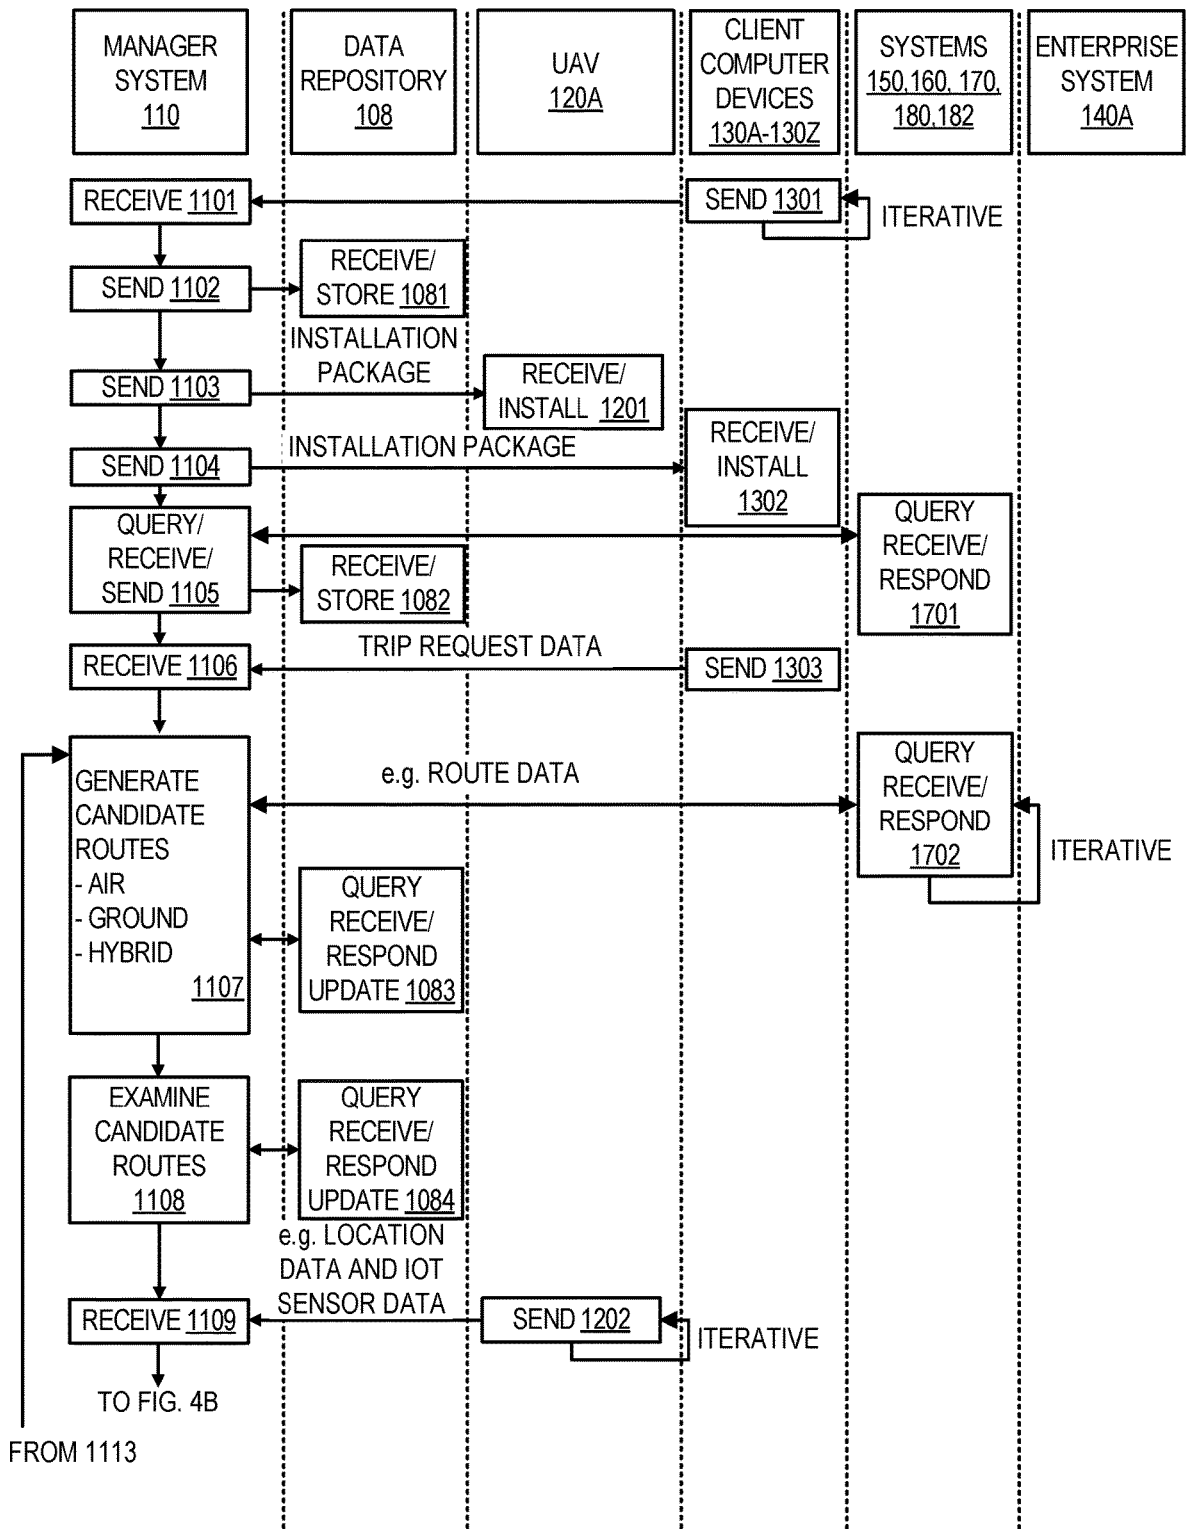 MANAGER
SYSTEM
110
DATA
REPOSITORY
108
UAV
120A
CLIENT
COMPUTER
DEVICES
130A-130Z
SYSTEMS
150,160, 170,
180,182
ENTERPRISE
SYSTEM
140A
RECEIVE 1101
SEND 1301
ITERATIVE
SEND 1102
RECEIVE/
STORE 1081
INSTALLATION
PACKAGE
SEND 1103
RECEIVE/
INSTALL 1201
SEND 1104
INSTALLATION PACKAGE
RECEIVE/
INSTALL
1302
QUERY/
RECEIVE/
SEND 1105
RECEIVE/
STORE 1082
QUERY
RECEIVE/
RESPOND
1701
RECEIVE 1106
TRIP REQUEST DATA
SEND 1303
GENERATE
CANDIDATE
ROUTES
- AIR
- GROUND
- HYBRID
1107
e.g. ROUTE DATA
QUERY
RECEIVE/
RESPOND
1702
ITERATIVE
QUERY
RECEIVE/
RESPOND
UPDATE 1083
EXAMINE
CANDIDATE
ROUTES
1108
QUERY
RECEIVE/
RESPOND
UPDATE 1084
e.g. LOCATION
DATA AND IOT
SENSOR DATA
RECEIVE 1109
SEND 1202
ITERATIVE
TO FIG. 4B
FROM 1113